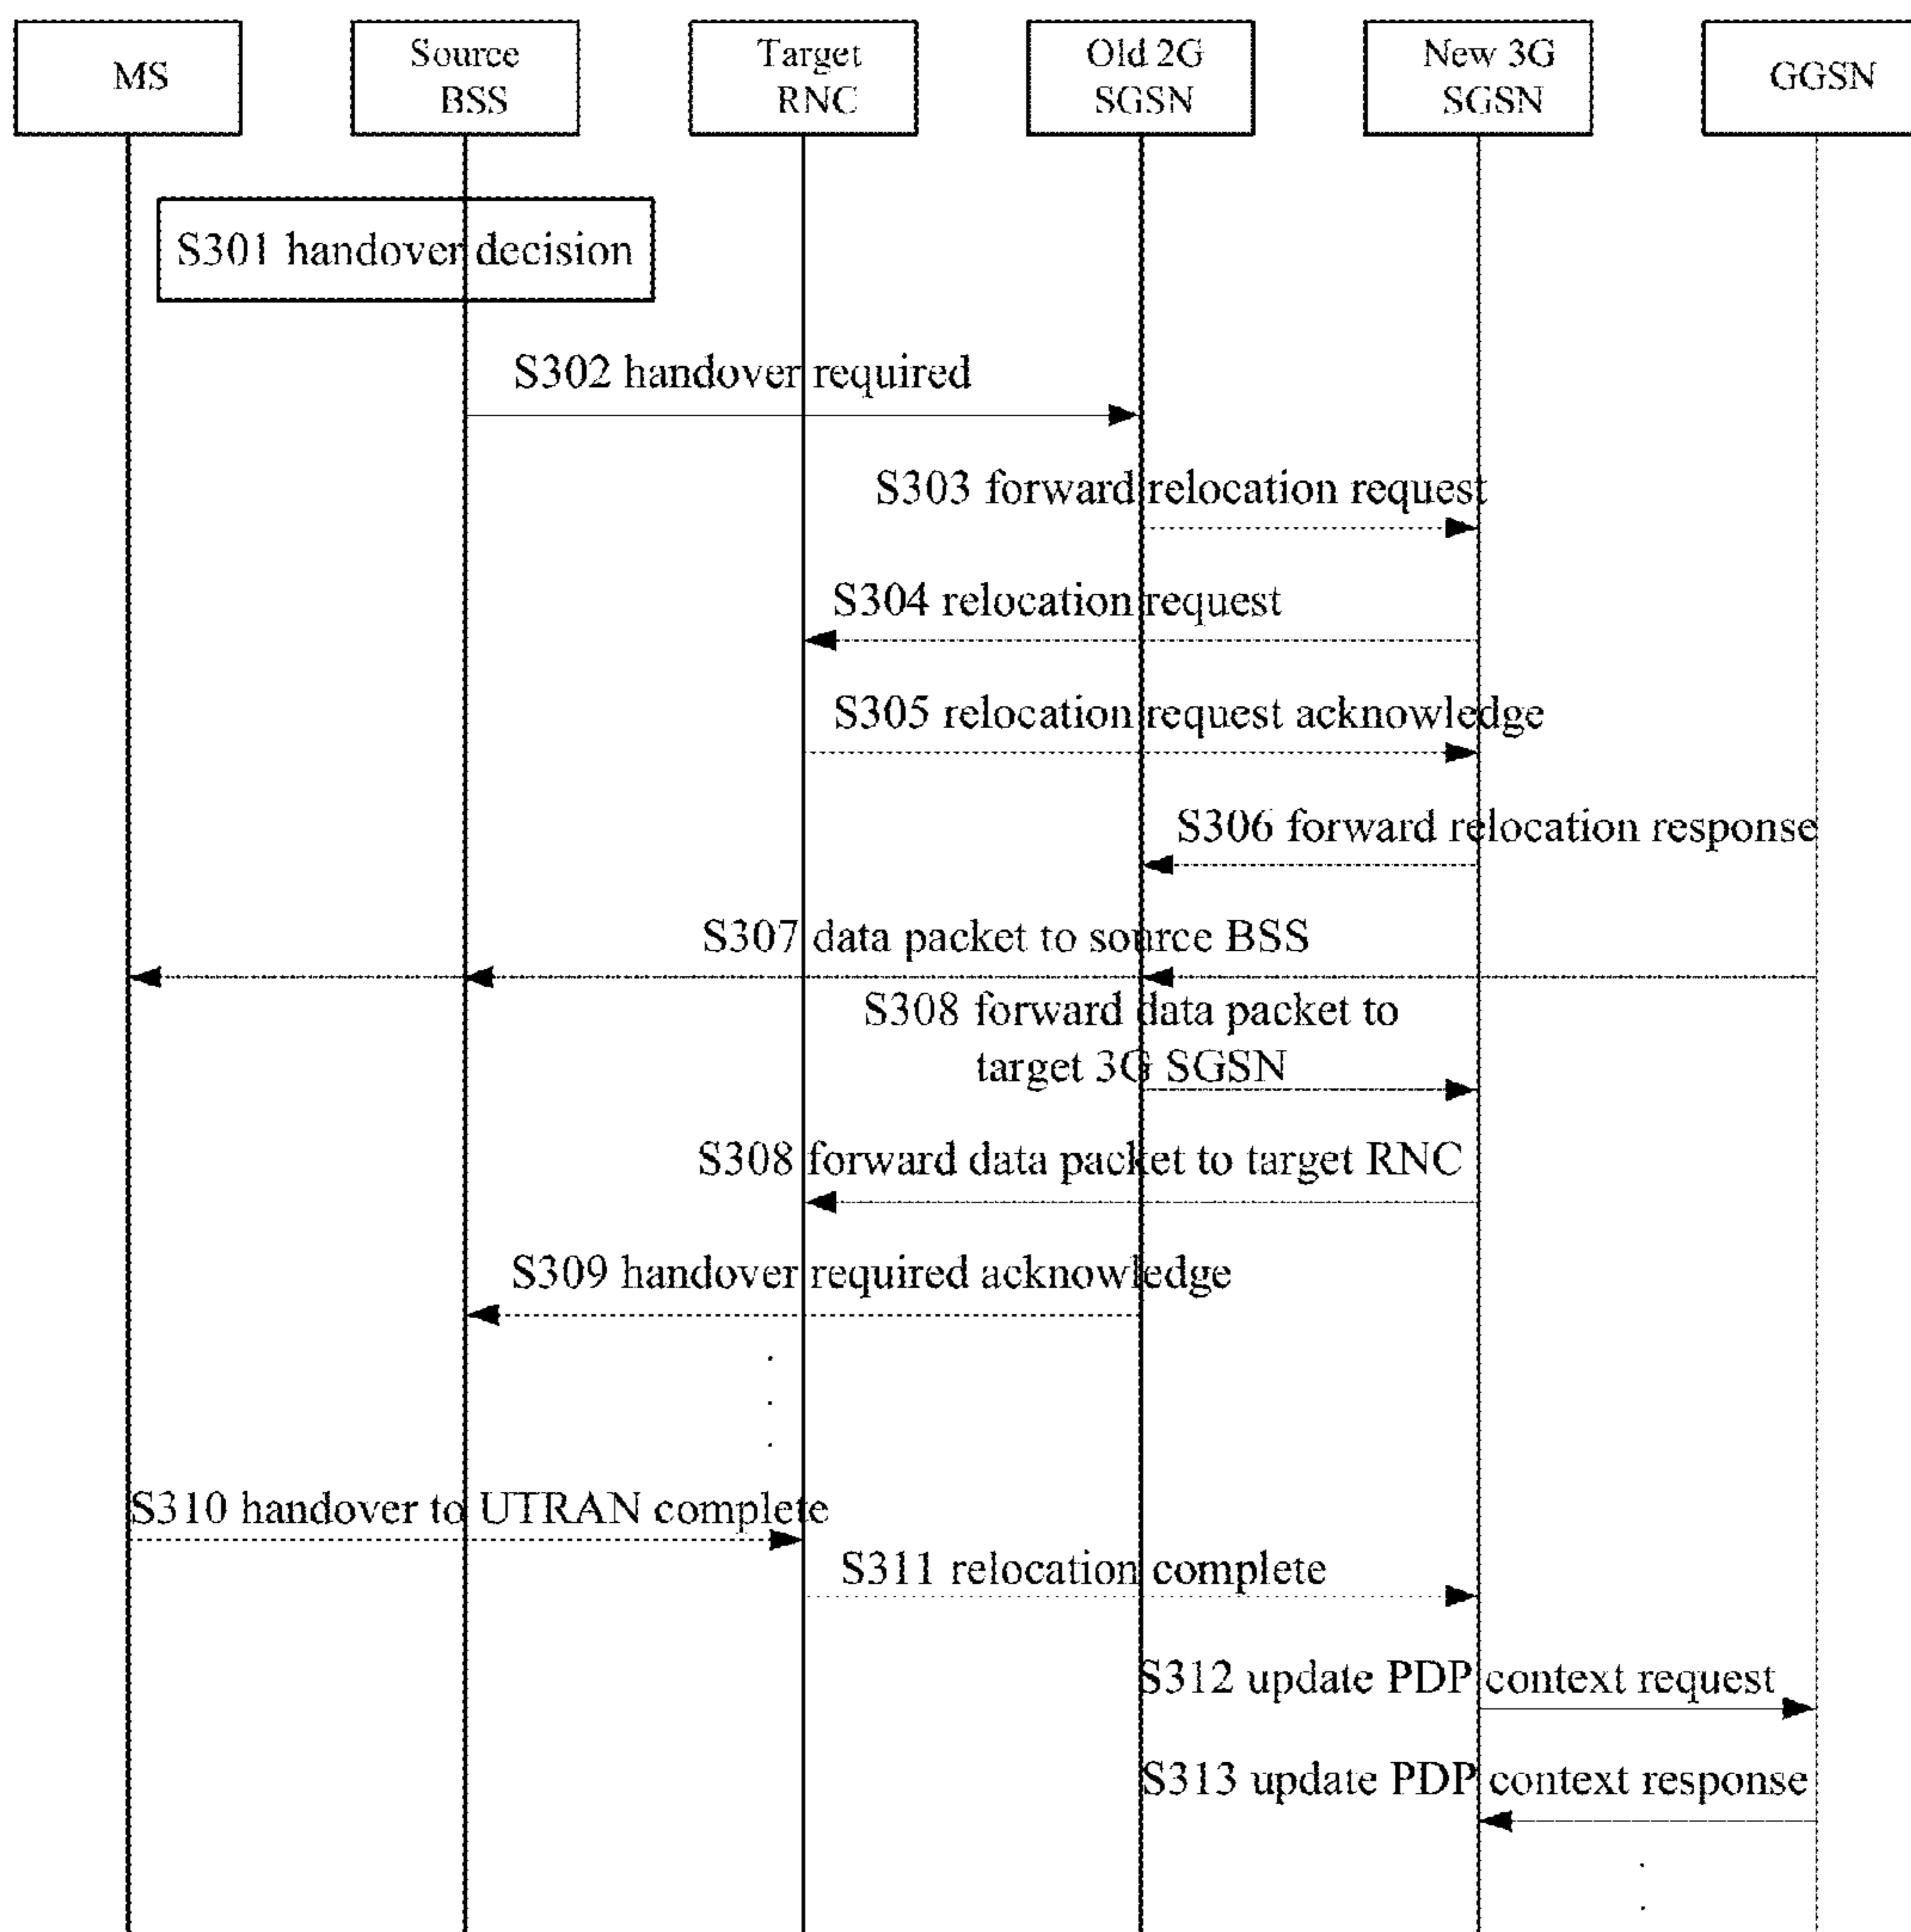 MS
Source
BSS
Target
RNC
Old 2G
SGSN
New 3G
SGSN
GGSN
S301 handover decision
S302 handover required
S303 forward relocation request
S304 relocation request
S305 relocation request acknowledge
S306 forward relocation response
S307 data packet to source BSS
S308 forward data packet to
target 3G SGSN
S308 forward data packet to target RNC
S309 handover required acknowledge
S310 handover to UTRAN complete
S311 relocation complete
S312 update PDP context request
S313 update PDP context response